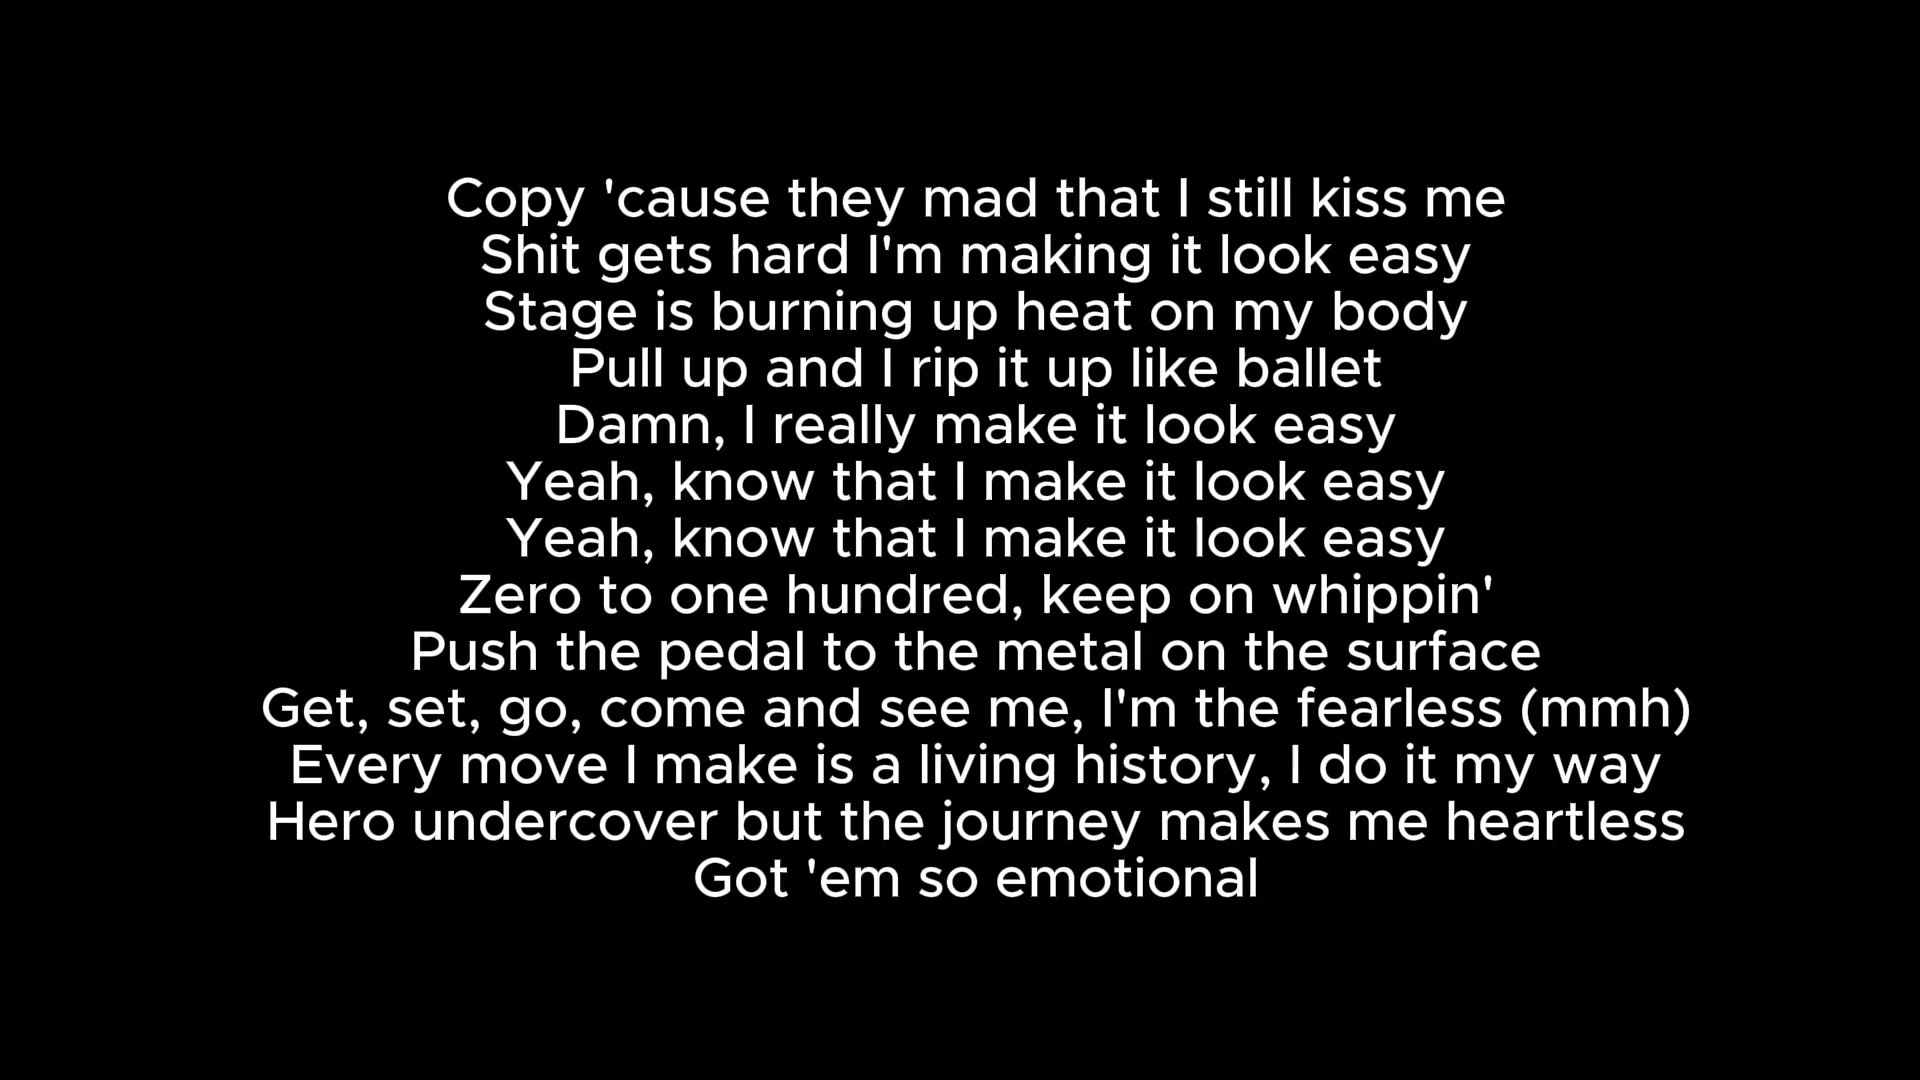 Copy 'cause they mad that I still kiss me
Shit gets hard I'm making it look easy
Stage is burning up heat on my body
Pull up and I rip it up like ballet
Damn, I really make it look easy
Yeah, know that I make it look easy
Yeah, know that I make it look easy
Zero to one hundred, keep on whippin'
Push the pedal to the metal on the surface
Get, set, go, come and see me, I'm the fearless (mmh)
Every move I make is a living history, I do it my way
Hero undercover but the journey makes me heartless
Got 'em so emotional